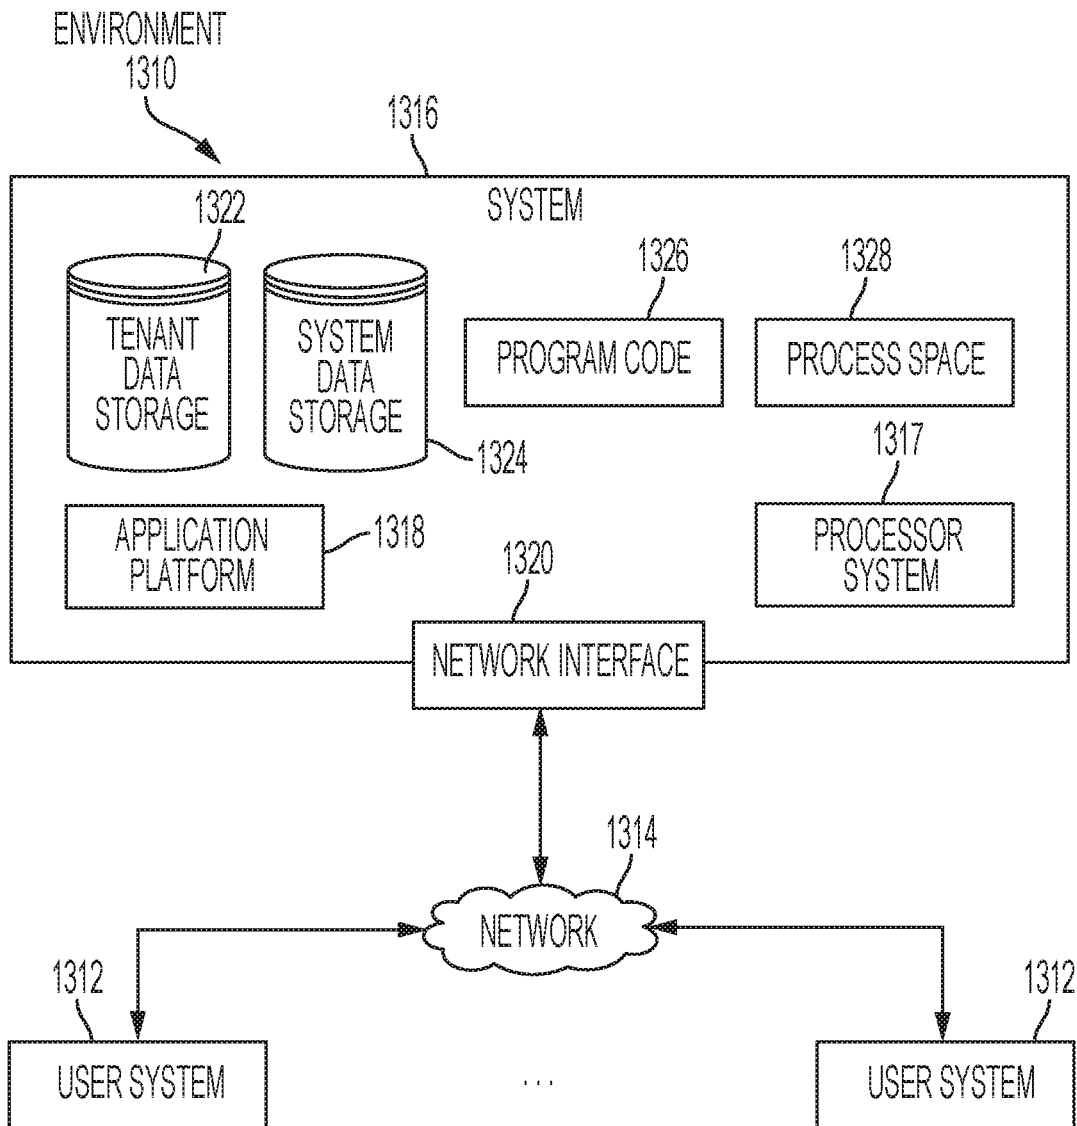 ENVIRONMENT
1310
1316
SYSTEM
1322
1326
1328
TENANT
DATA
STORAGE
SYSTEM
DATA
STORAGE
PROGRAM CODE
PROCESS SPACE
1324
1317
APPLICATION
PLATFORM
1318
1320
PROCESSOR
SYSTEM
NETWORK INTERFACE
1314
NETWORK
1312
1312
USER SYSTEM
. . .
USER SYSTEM